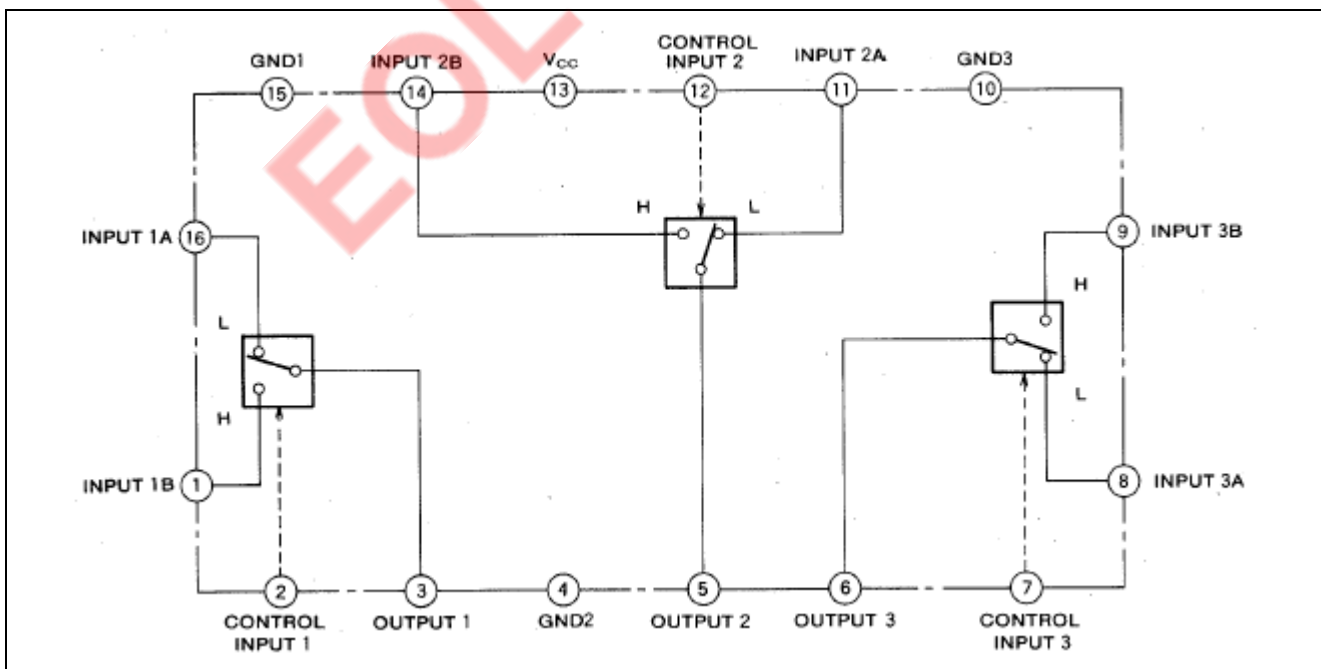 EOL
GND1
INPUT 2B
VCC
CONTROL
INPUT 2
INPUT 2A
GND3
15
14
13
12
11
10
H
L
INPUT 1A
16
9
INPUT 3B
L
H
H
L
INPUT 1B
1
8
INPUT 3A
2
3
4
5
6
7
CONTROL
INPUT 1
OUTPUT 1
GND2
OUTPUT 2
OUTPUT 3
CONTROL
INPUT 3